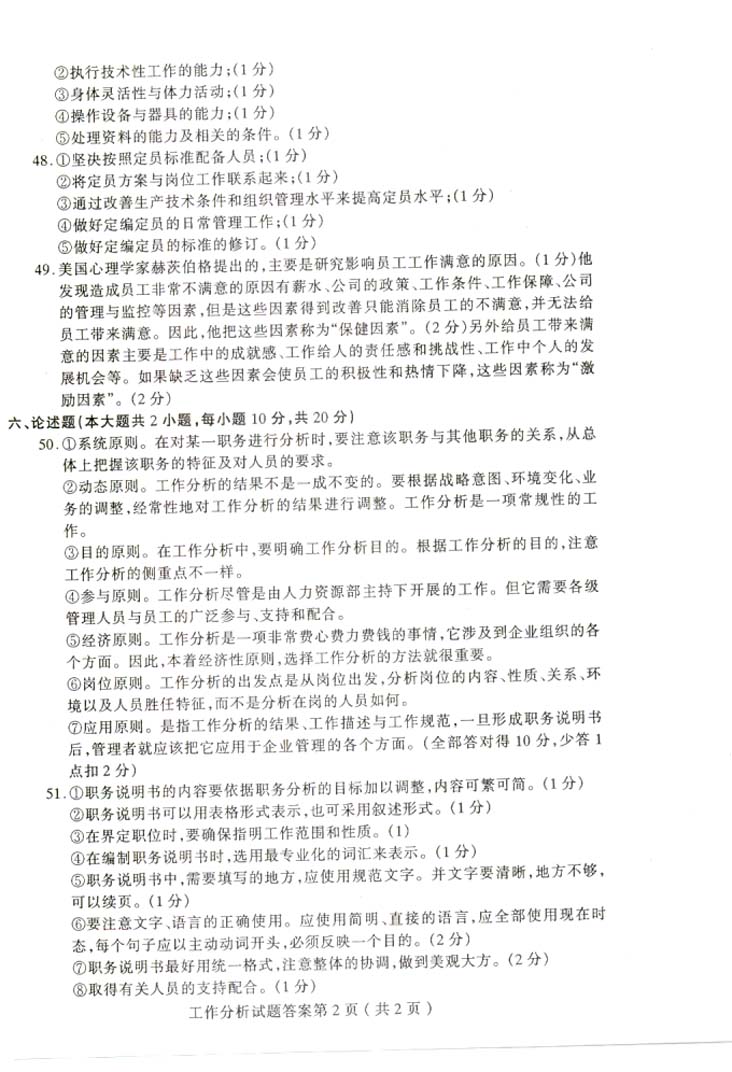 ②执行技术性工作的能力;(1 分)
③身体灵活性与体力活动;(1 分)
④操作设备与器具的能力;(1 分)
⑤处理资料的能力及相关的条件。(1 分)
48.①坚决按照定员标准配备人员;(1 分)
②将定员方案与岗位工作联系起来;(1 分)
③通过改善生产技术条件和组织管理水平来提高定员水平;(1 分)
④做好定编定员的日常管理工作;(1 分)
⑤做好定编定员的标准的修订。(1 分)
49.美国心理学家赫茨伯格提出的,主要是研究影响员工工作满意的原因。(1 分)他
发现造成员工非常不满意的原因有薪水、公司的政策、工作条件、工作保障、公司
的管理与监控等因素,但是这些因素得到改善只能消除员工的不满意,并无法给
员工带来满意。因此,他把这些因素称为“保健因素”。(2 分)另外给员工带来满
意的因素主要是工作中的成就感、工作给人的责任感和挑战性、工作中个人的发
展机会等。如果缺乏这些因素会使员工的积极性和热情下降,这些因素称为“激
励因素”。(2 分)
六、论述题(本大题共 2 小题,每小题 10 分,共 20 分)
50.①系统原则。在对某一职务进行分析时,要注意该职务与其他职务的关系,从总
体上把握该职务的特征及对人员的要求。
②动态原则。工作分析的结果不是一成不变的。要根据战略意图、环境变化、业
务的调整,经常性地对工作分析的结果进行调整。工作分析是一项常规性的工
作。
③目的原则。在工作分析中,要明确工作分析目的。根据工作分析的目的,注意
工作分析的侧重点不一样。
④参与原则。工作分析尽管是由人力资源部主持下开展的工作。但它需要各级
管理人员与员工的广泛参与、支持和配合。
⑤经济原则。工作分析是一项非常费心费力费钱的事情,它涉及到企业组织的各
个方面。因此,本着经济性原则,选择工作分析的方法就很重要。
⑥岗位原则。工作分析的出发点是从岗位出发,分析岗位的内容、性质、关系、环
境以及人员胜任特征,而不是分析在岗的人员如何。
⑦应用原则。是指工作分析的结果、工作描述与工作规范,一旦形成职务说明书
后,管理者就应该把它应用于企业管理的各个方面。(全部答对得 10 分,少答 1
点扣 2 分)
51.①职务说明书的内容要依据职务分析的目标加以调整,内容可繁可简。(1 分)
②职务说明书可以用表格形式表示,也可采用叙述形式。(1 分)
③在界定职位时,要确保指明工作范围和性质。(1)
④在编制职务说明书时,选用最专业化的词汇来表示。(1 分)
⑤职务说明书中,需要填写的地方,应使用规范文字。并文字要清晰,地方不够,
可以续页。(1 分)
⑥要注意文字、语言的正确使用。应使用简明、直接的语言,应全部使用现在时
态,每个句子应以主动动词开头,必须反映一个目的。(2 分)
⑦职务说明书最好用统一格式,注意整体的协调,做到美观大方。(2 分)
⑧取得有关人员的支持配合。(1 分)
工作分析试题答案第 2 页(共 2 页)